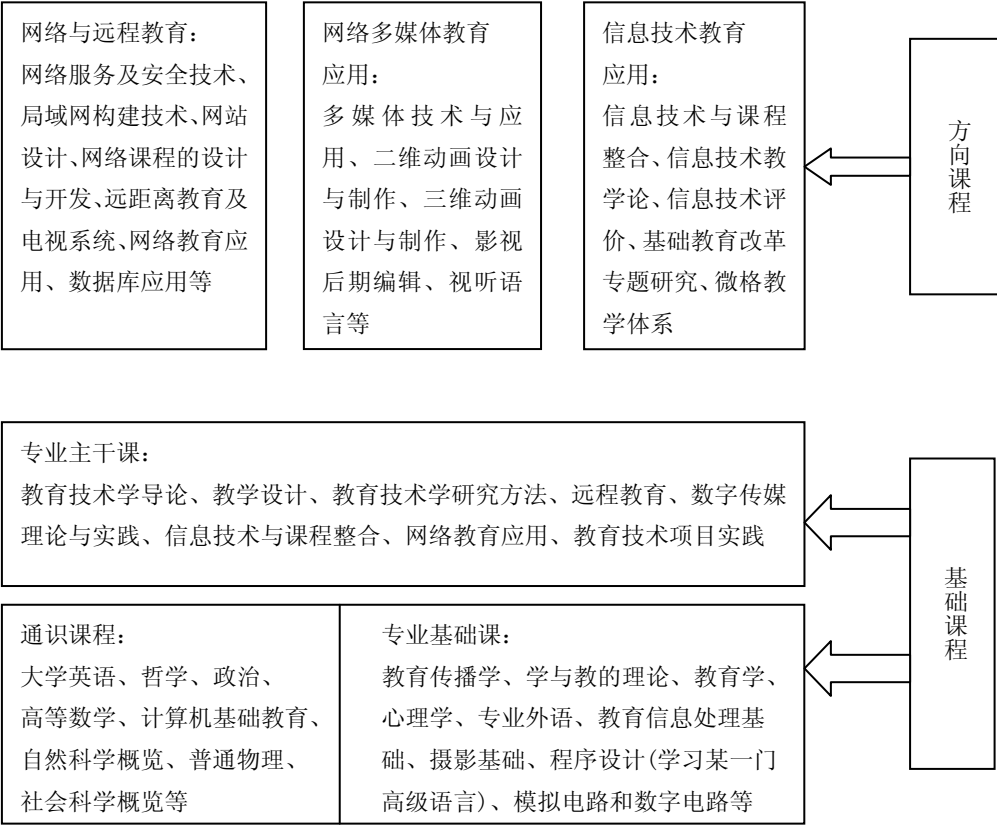 网络与远程教育：
网络服务及安全技术、
局域网构建技术、网站
设计、网络课程的设计
与开发、远距离教育及
电视系统、网络教育应
用、数据库应用等
网络多媒体教育
应用：
多媒体技术与应
用、二维动画设计
与制作、三维动画
设计与制作、影视
后期编辑、视听语
言等
信息技术教育
应用：
信息技术与课程
整合、信息技术教
学论、信息技术评
价、基础教育改革
专题研究、微格教
学体系
方向课程
专业主干课：
教育技术学导论、教学设计、教育技术学研究方法、远程教育、数字传媒
理论与实践、信息技术与课程整合、网络教育应用、教育技术项目实践
通识课程：
大学英语、哲学、政治、
高等数学、计算机基础教育、
自然科学概览、普通物理、
社会科学概览等
专业基础课：
教育传播学、学与教的理论、教育学、
心理学、专业外语、教育信息处理基
础、摄影基础、程序设计(学习某一门
高级语言)、模拟电路和数字电路等
基础课程